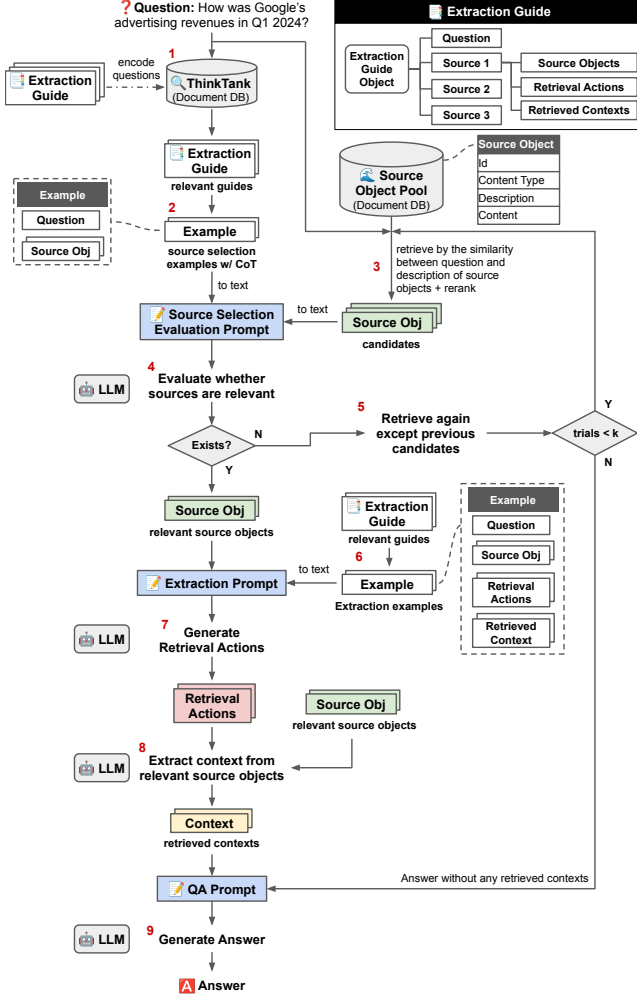 ❓Question: How was Google's
advertising revenues in Q1 2024?
📑 Extraction Guide
Extraction
Guide
Object
Question
Source 1
Source 2
Source 3
Source Objects
Retrieval Actions
Retrieved Contexts
1
encode
questions
📑 Extraction
Guide
🔍ThinkTank
(Document DB)
📑 Extraction
Guide
relevant guides
🌊 Source
Object Pool
(Document DB)
Source Object
Id
Content Type
Description
Content
Example
Question
Source Obj
2
Example
source selection
examples w/ CoT
to text
3
retrieve by the similarity
between question and
description of source
objects + rerank
📝 Source Selection
Evaluation Prompt
to text
Source Obj
candidates
4
🤖 LLM
Evaluate whether
sources are relevant
Exists?
N
Y
5
Retrieve again
except previous
candidates
trials < k
Y
N
Source Obj
relevant source objects
📑 Extraction
Guide
relevant guides
6
Example
Extraction examples
to text
Example
Question
Source Obj
Retrieval
Actions
Retrieved
Context
📝 Extraction Prompt
7
🤖 LLM
Generate
Retrieval Actions
Retrieval
Actions
Source Obj
relevant source objects
8
🤖 LLM
Extract context from
relevant source objects
Context
retrieved contexts
Answer without any retrieved contexts
📝 QA Prompt
9
🤖 LLM
Generate Answer
🅰️ Answer